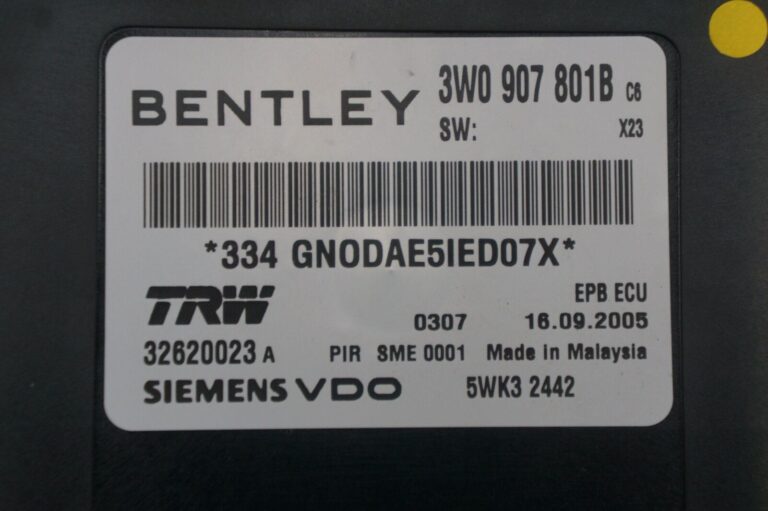 BENTLEY 3W0 907 801B C6
SW: X23
*334 GNODAE5IED07X*
TRW EPB ECU
0307 16.09.2005
32620023 A PIR SME 0001 Made in Malaysia
SIEMENS VDO 5WK3 2442